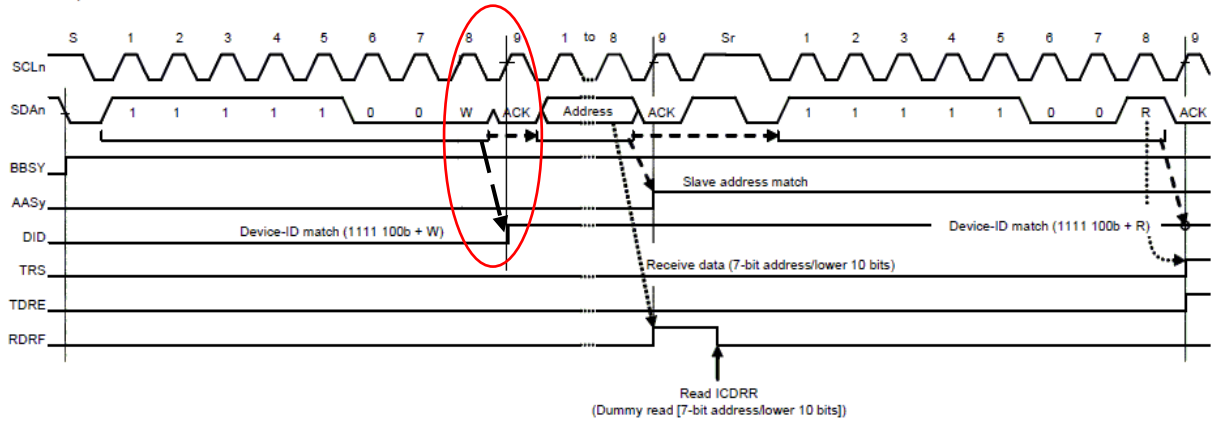 S 1 2 3 4 5 6 7 8 9 1 to 8 9 Sr 1 2 3 4 5 6 7 8 9
SCLn
SDAn 1 1 1 1 1 0 0 W ACK Address ACK 1 1 1 1 1 0 0 R ACK
BBSY
AASy Slave address match
DID Device-ID match (1111 100b + W) Device-ID match (1111 100b + R)
TRS Receive data (7-bit address/lower 10 bits)
TDRE
RDRF
Read ICDRR
(Dummy read [7-bit address/lower 10 bits])